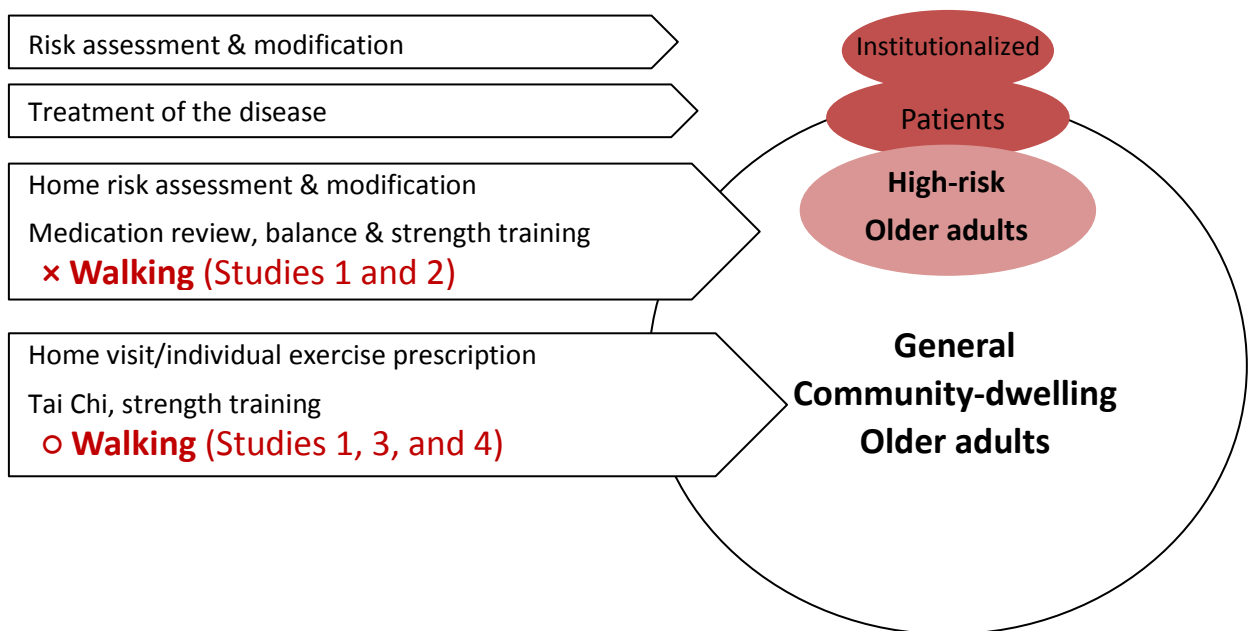 Risk assessment & modification
Treatment of the disease
Home risk assessment & modification
Medication review, balance & strength training
× Walking (Studies 1 and 2)
Home visit/individual exercise prescription
Tai Chi, strength training
○ Walking (Studies 1, 3, and 4)
Institutionalized
Patients
High-risk
Older adults
General
Community-dwelling
Older adults